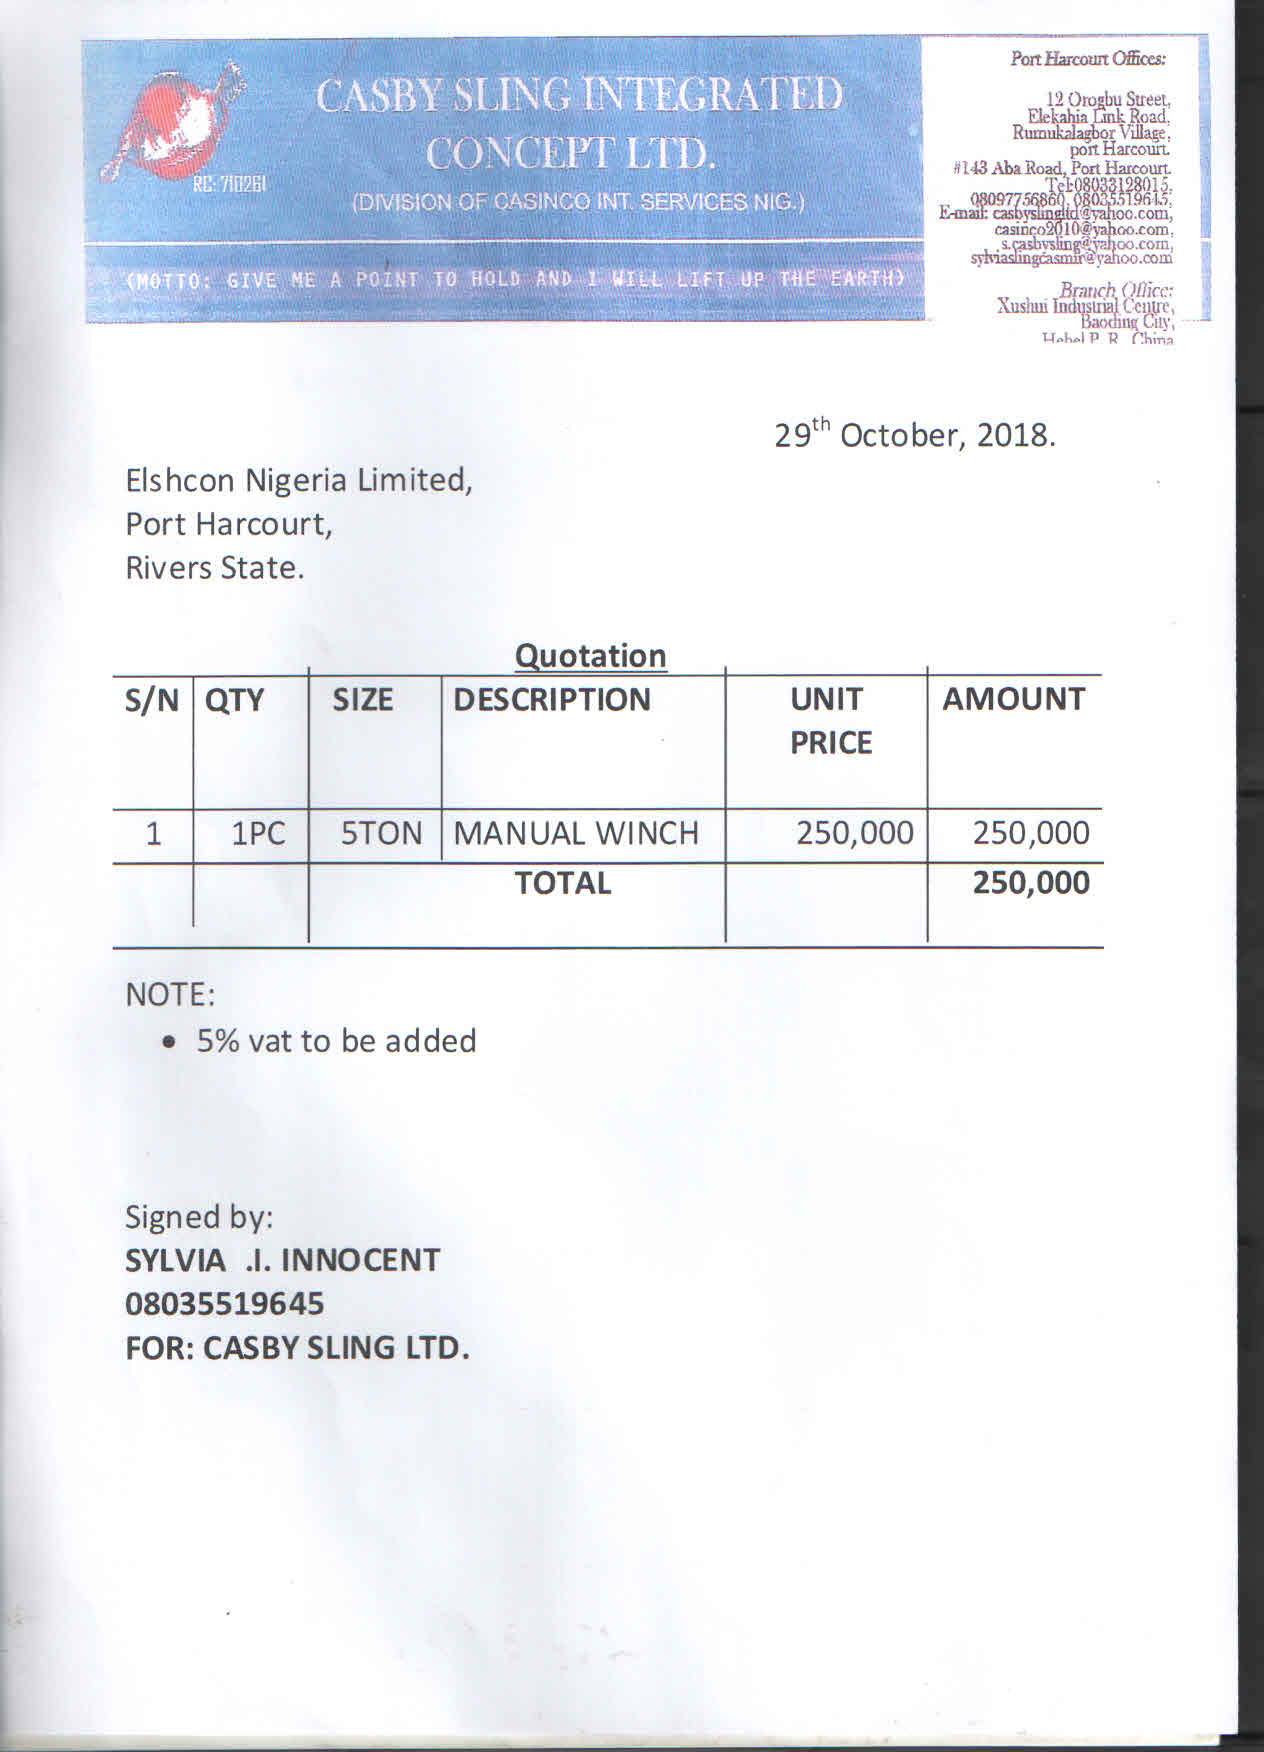 CASBY SLING INTEGRATED
CONCEPT LTD.
RC: 710261
(DIVISION OF CASINCO INT. SERVICES NIG.)
(MOTTO: GIVE ME A POINT TO HOLD AND I WILL LIFT UP THE EARTH)
Port Harcourt Offices:
12 Orogbu Street,
Elekahia Link Road,
Rumukalagbor Village,
port Harcourt.
#143 Aba Road, Port Harcourt.
Tel:08033128015,
08097756860, 08035519645,
E-mail: casbyslingltd@yahoo.com,
casinco2010@yahoo.com,
s.casbysling@yahoo.com,
sylviaslingcasmir@yahoo.com
Branch Office:
Xushui Industrial Centre,
Baoding City,
Hebei P. R. China
29th October, 2018.
Elshcon Nigeria Limited,
Port Harcourt,
Rivers State.
Quotation
S/N QTY SIZE DESCRIPTION UNIT PRICE AMOUNT
1 1PC 5TON MANUAL WINCH 250,000 250,000
TOTAL 250,000
NOTE:
• 5% vat to be added
Signed by:
SYLVIA .I. INNOCENT
08035519645
FOR: CASBY SLING LTD.